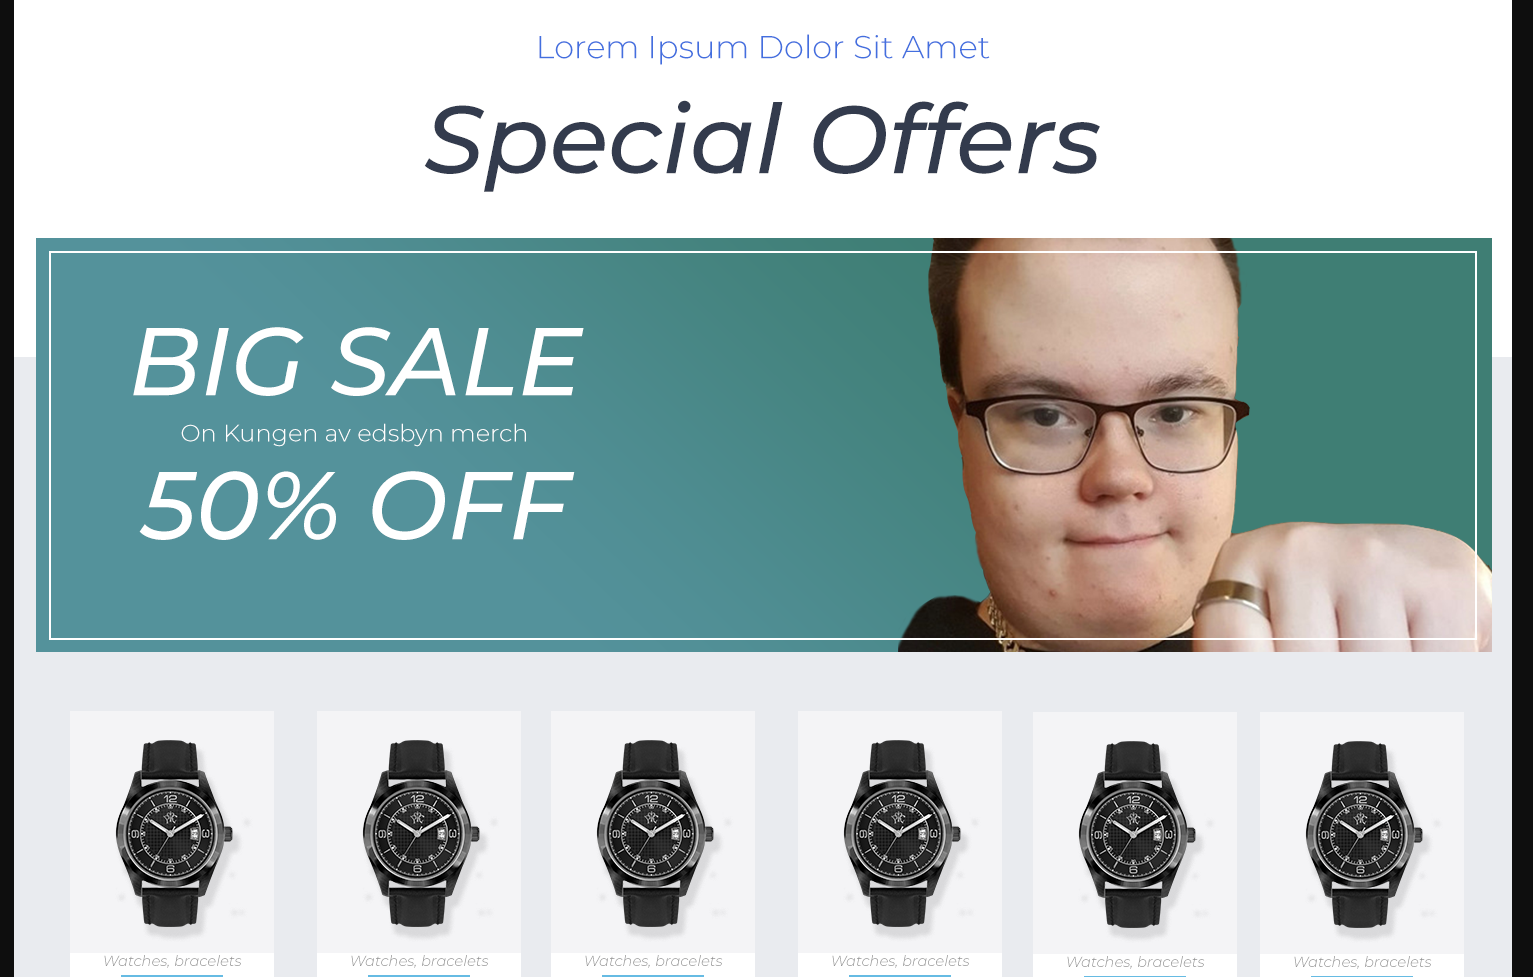 Lorem Ipsum Dolor Sit Amet
Special Offers
BIG SALE
On Kungen av edsbyn merch
50% OFF
Watches, bracelets
Watches, bracelets
Watches, bracelets
Watches, bracelets
Watches, bracelets
Watches, bracelets